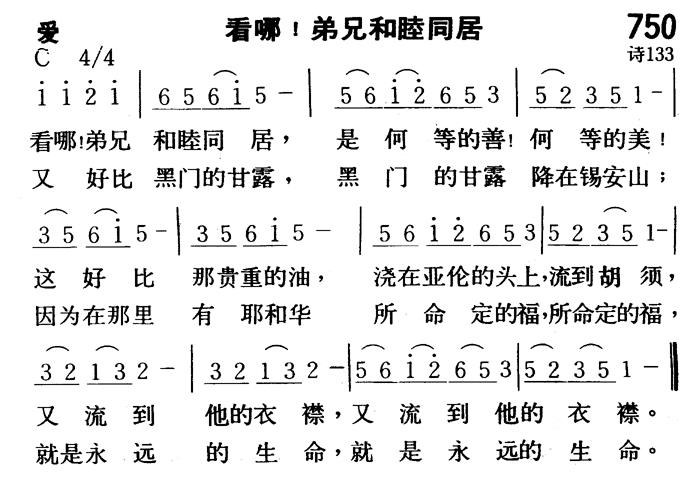 爱 看哪！弟兄和睦同居 750
C 4/4 诗133
i i 2̇ i | 6 5 6 i 5 － | 5 6 i 2̇ 6 5 3 | 5 2 3 5 1 － |
看哪！弟兄 和睦同 居， 是 何 等的善！何 等的美！
又 好比 黑门的甘露， 黑 门 的甘露 降在锡安山；
3 5 6 i 5 － | 3 5 6 i 5 － | 5 6 i 2̇ 6 5 3 | 5 2 3 5 1 － |
这 好比 那贵重的油， 浇在亚伦的头上，流到胡 须，
因为在那里 有 耶和华 所 命 定的福，所命定的福，
3 2 1 3 2 － | 3 2 1 3 2 － | 5 6 i 2̇ 6 5 3 | 5 2 3 5 1 － ‖
又 流到 他的衣 襟，又 流 到 他的 衣 襟。
就是永 远 的 生 命，就 是 永远的 生 命。